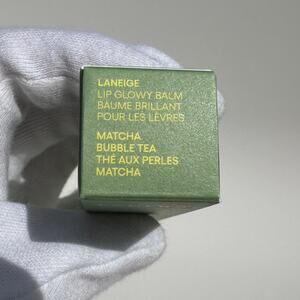 LANEIGE
LIP GLOWY BALM
BAUME BRILLANT
POUR LES LÈVRES
MATCHA
BUBBLE TEA
THÉ AUX PERLES
MATCHA